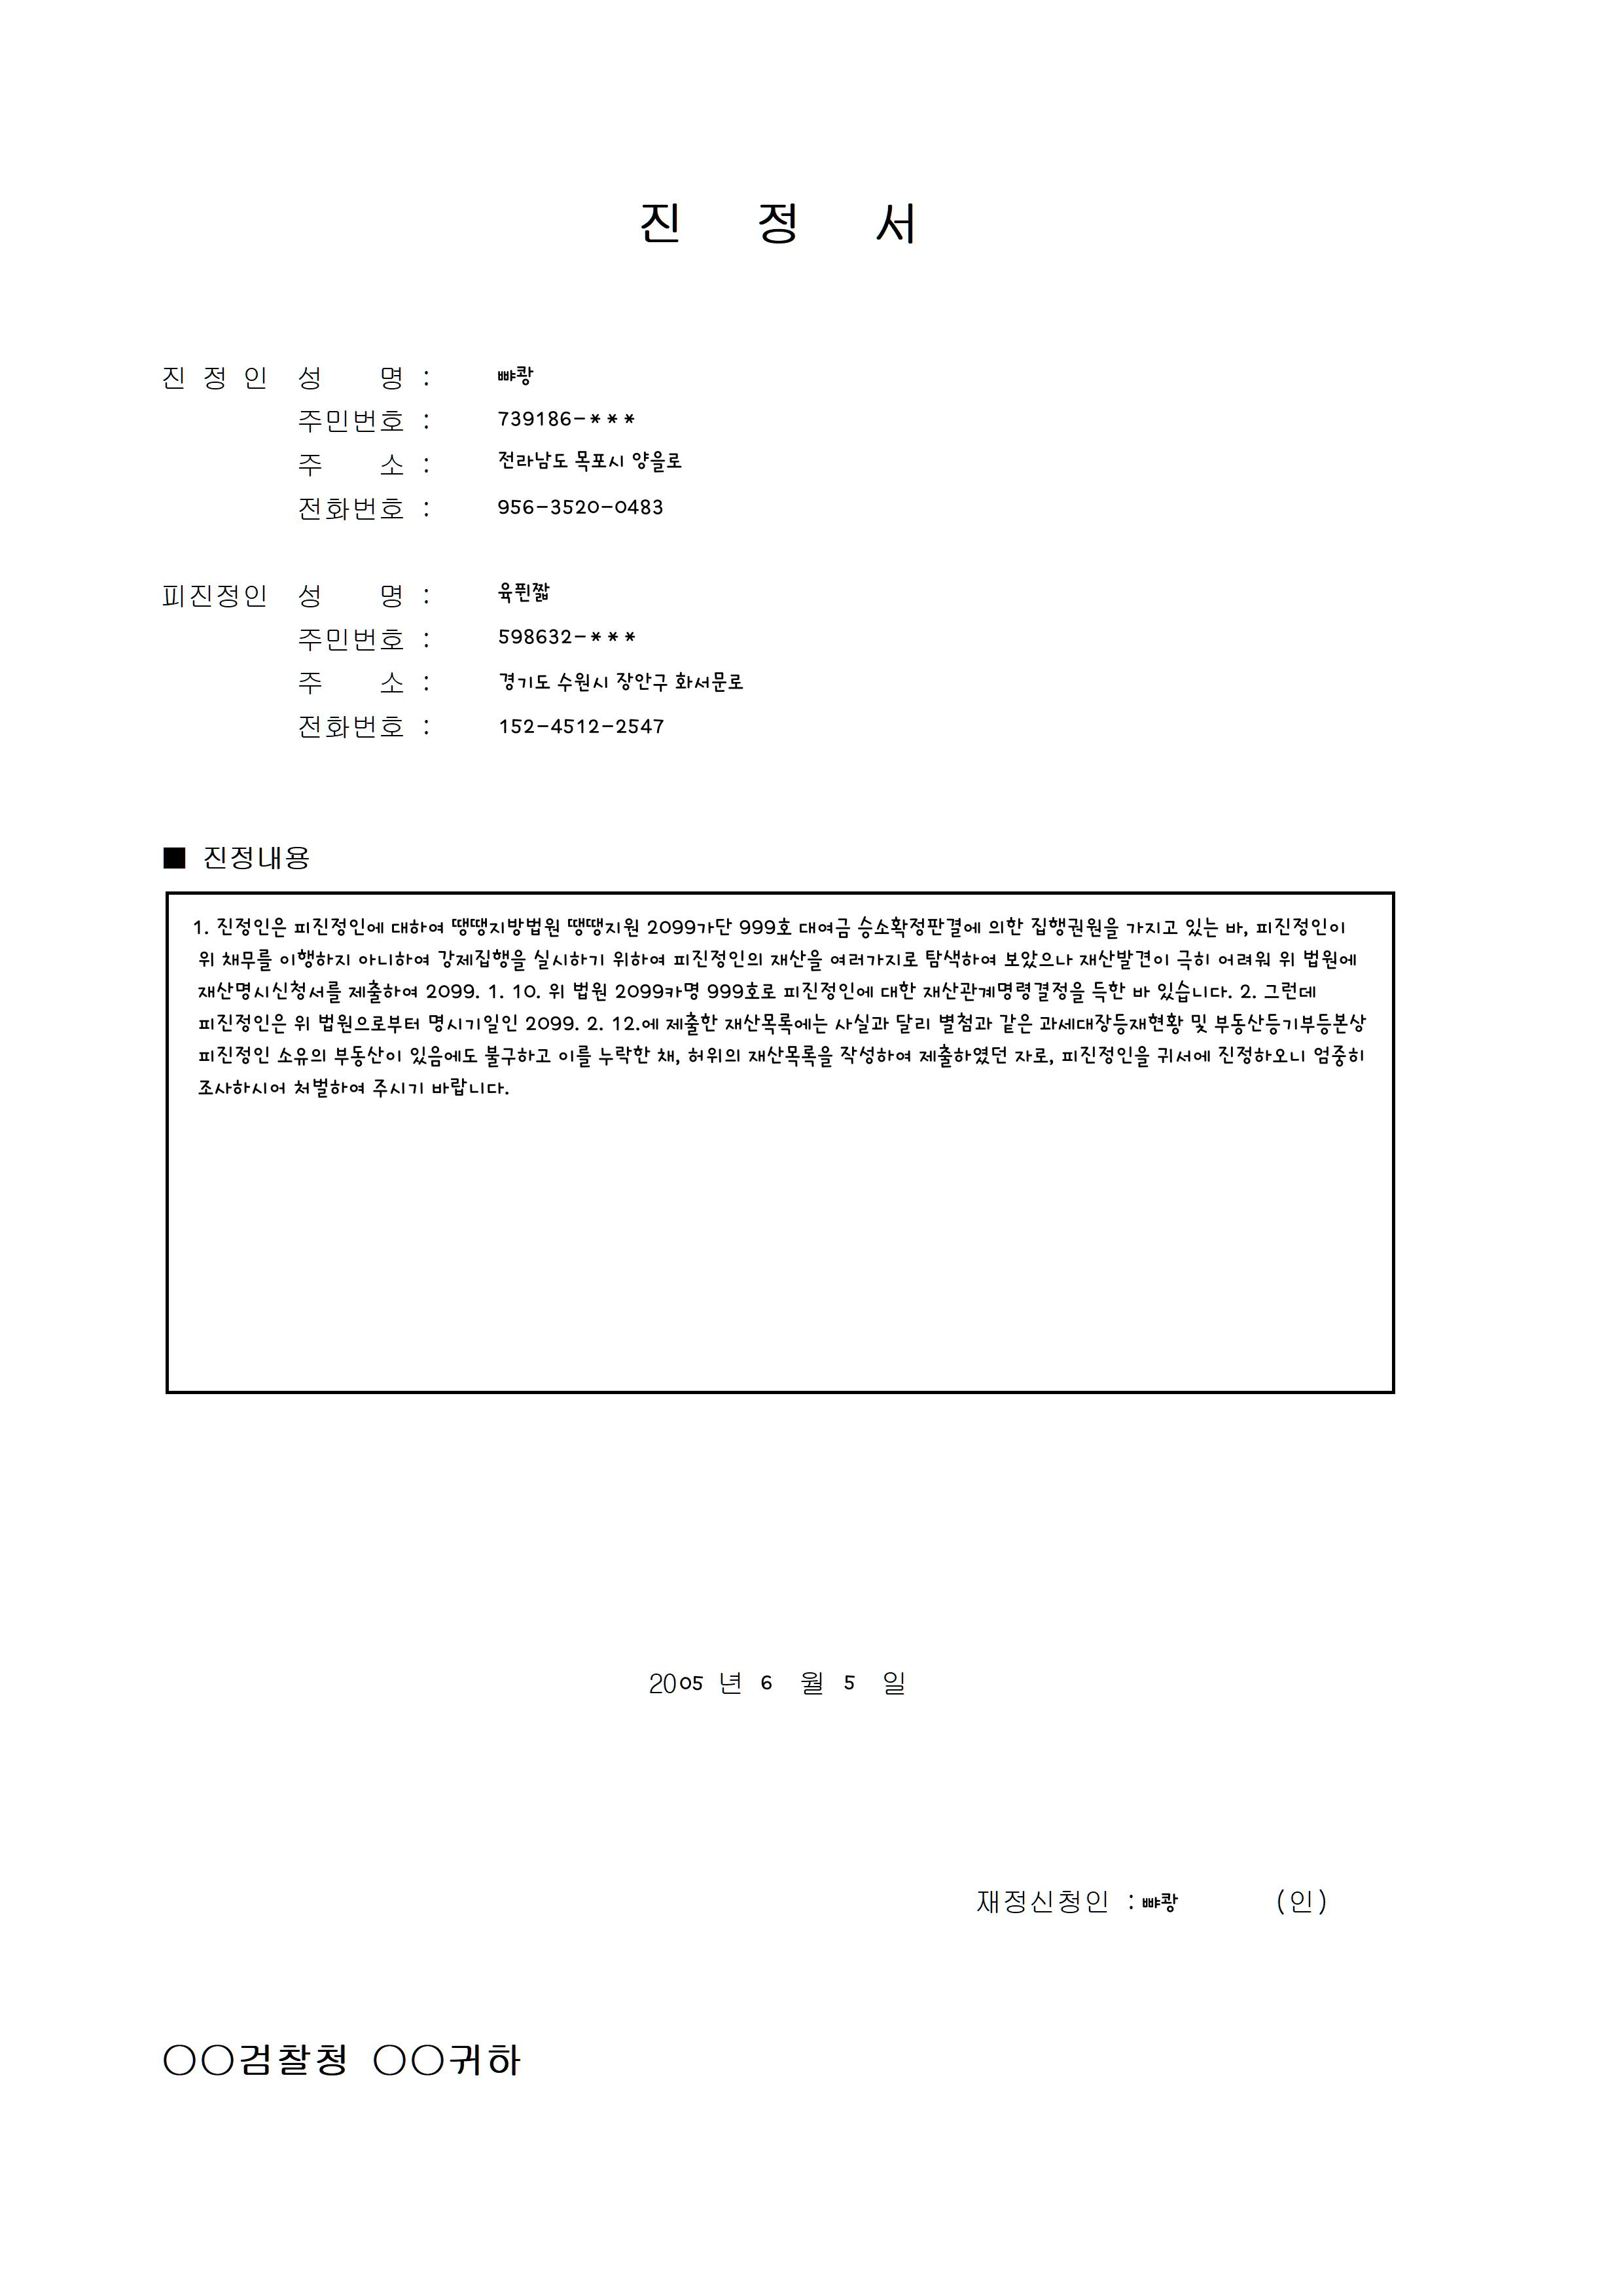 진 정 서
진 정 인 성 명 : 뺘쾅
주민번호 : 739186-***
주 소 : 전라남도 목포시 양을로
전화번호 : 956-3520-0483
피진정인 성 명 : 육퓐짧
주민번호 : 598632-***
주 소 : 경기도 수원시 장안구 화서문로
전화번호 : 152-4512-2547
■ 진정내용
1. 진정인은 피진정인에 대하여 땡땡지방법원 땡땡지원 2099가단 999호 대여금 승소확정판결에 의한 집행권원을 가지고 있는 바, 피진정인이
위 채무를 이행하지 아니하여 강제집행을 실시하기 위하여 피진정인의 재산을 여러가지로 탐색하여 보았으나 재산발견이 극히 어려워 위 법원에
재산명시신청서를 제출하여 2099. 1. 10. 위 법원 2099카명 999호로 피진정인에 대한 재산관계명령결정을 득한 바 있습니다. 2. 그런데
피진정인은 위 법원으로부터 명시기일인 2099. 2. 12.에 제출한 재산목록에는 사실과 달리 별첨과 같은 과세대장등재현황 및 부동산등기부등본상
피진정인 소유의 부동산이 있음에도 불구하고 이를 누락한 채, 허위의 재산목록을 작성하여 제출하였던 자로, 피진정인을 귀서에 진정하오니 엄중히
조사하시어 처벌하여 주시기 바랍니다.
2005 년 6 월 5 일
재정신청인 : 뺘쾅 (인)
○○검찰청 ○○귀하